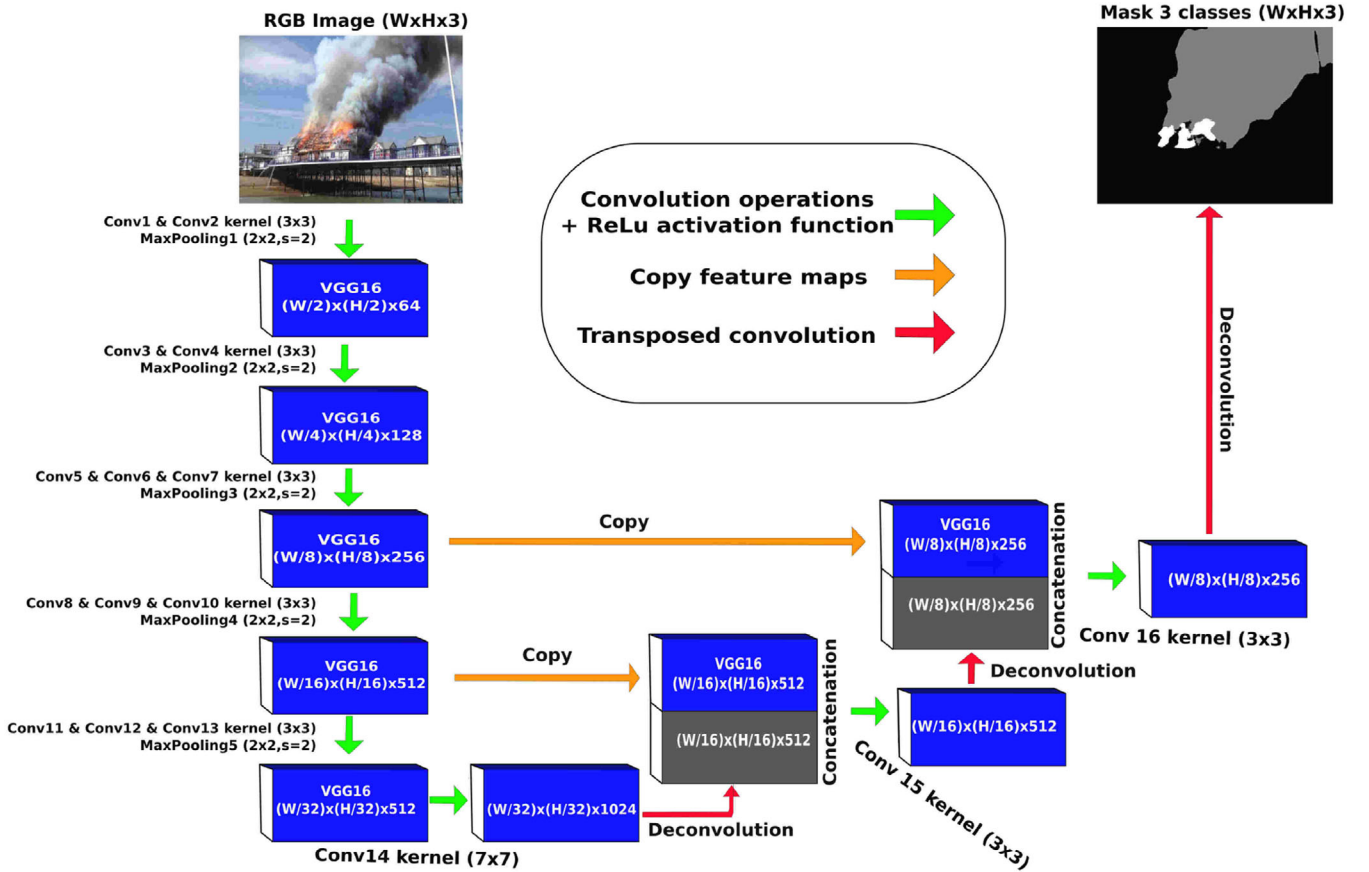 RGB Image (WxHx3)
Mask 3 classes (WxHx3)
Conv1 & Conv2 kernel (3x3)
MaxPooling1 (2x2,s=2)
VGG16
(W/2)x(H/2)x64
Conv3 & Conv4 kernel (3x3)
MaxPooling2 (2x2,s=2)
VGG16
(W/4)x(H/4)x128
Conv5 & Conv6 & Conv7 kernel (3x3)
MaxPooling3 (2x2,s=2)
VGG16
(W/8)x(H/8)x256
Conv8 & Conv9 & Conv10 kernel (3x3)
MaxPooling4 (2x2,s=2)
VGG16
(W/16)x(H/16)x512
Conv11 & Conv12 & Conv13 kernel (3x3)
MaxPooling5 (2x2,s=2)
VGG16
(W/32)x(H/32)x512
(W/32)x(H/32)x1024
Conv14 kernel (7x7)
Convolution operations
+ ReLu activation function
Copy feature maps
Transposed convolution
Copy
Copy
Deconvolution
VGG16
(W/16)x(H/16)x512
(W/16)x(H/16)x512
Concatenation
Conv 15 kernel (3x3)
(W/16)x(H/16)x512
Deconvolution
VGG16
(W/8)x(H/8)x256
(W/8)x(H/8)x256
Concatenation
Conv 16 kernel (3x3)
(W/8)x(H/8)x256
Deconvolution